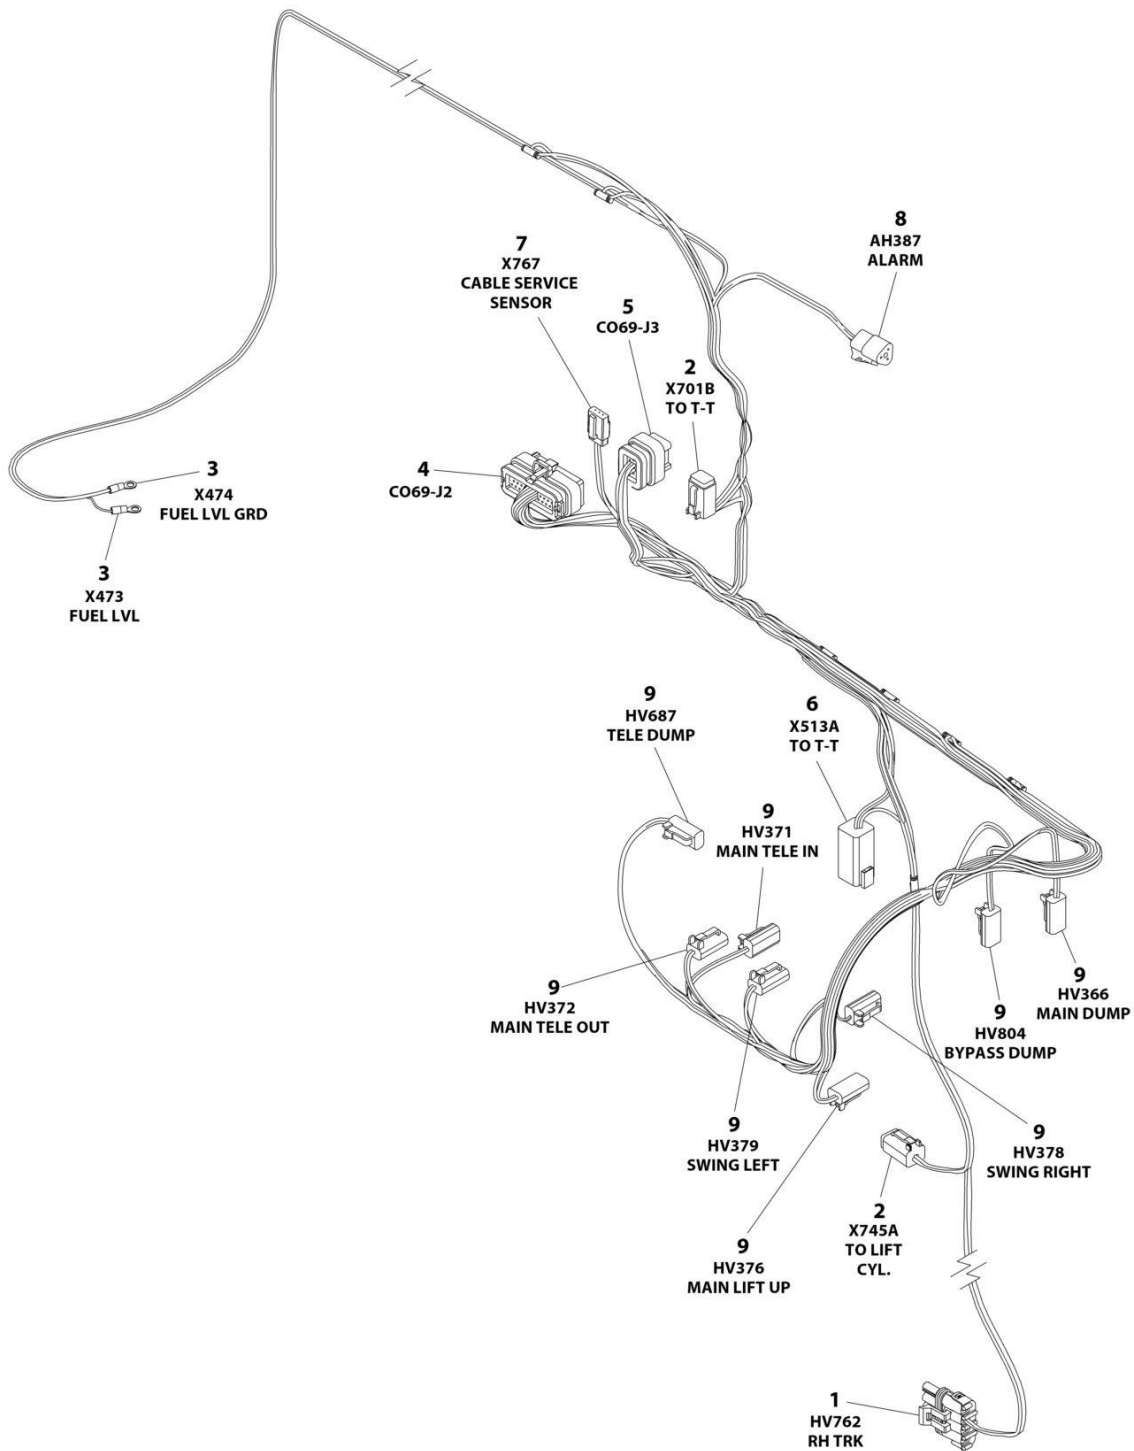 8
AH387
ALARM
7
X767
CABLE SERVICE
SENSOR
5
CO69-J3
2
X701B
TO T-T
4
CO69-J2
3
X474
FUEL LVL GRD
3
X473
FUEL LVL
9
HV687
TELE DUMP
6
X513A
TO T-T
9
HV371
MAIN TELE IN
9
HV372
MAIN TELE OUT
9
HV366
MAIN DUMP
9
HV804
BYPASS DUMP
9
HV379
SWING LEFT
9
HV378
SWING RIGHT
2
X745A
TO LIFT
CYL.
9
HV376
MAIN LIFT UP
1
HV762
RH TRK